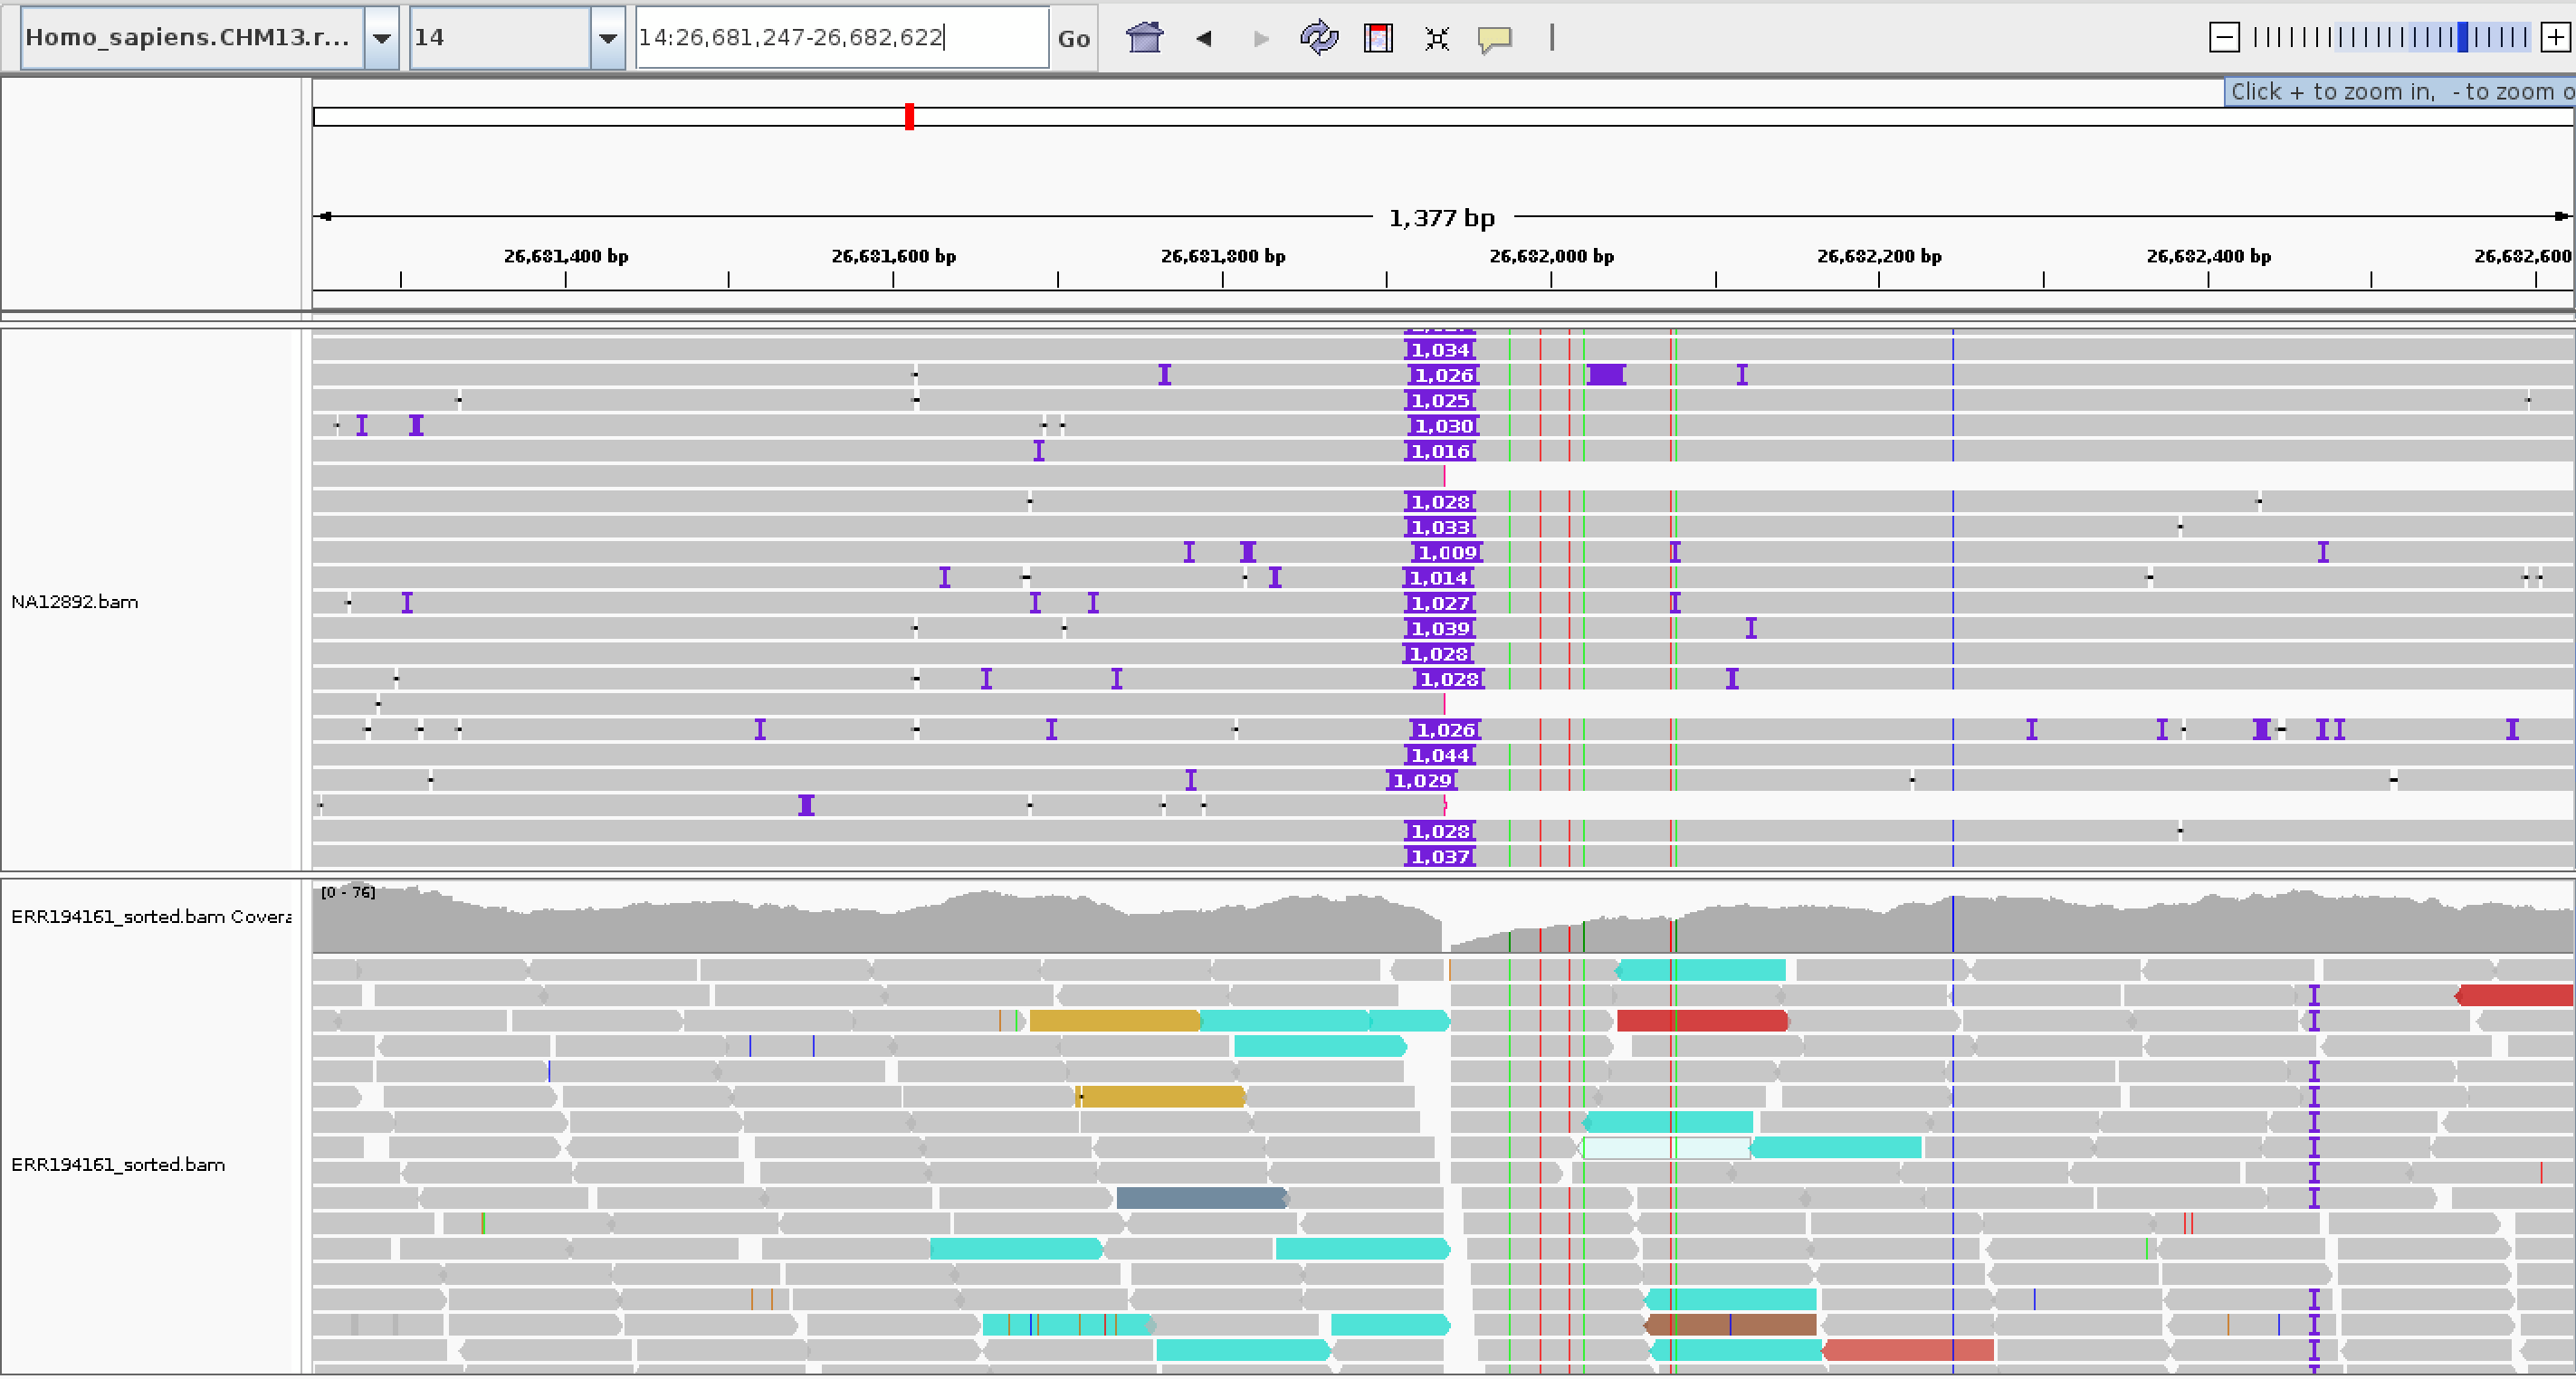 Homo_sapiens.CHM13.r... 14 14:26,681,247-26,682,622 Go
Click + to zoom in, - to zoom o
1,377 bp
26,681,400 bp 26,681,600 bp 26,681,800 bp 26,682,000 bp 26,682,200 bp 26,682,400 bp 26,682,600
1,034
1,026
1,025
1,030
1,016
1,028
1,033
1,009
1,014
NA12892.bam
1,027
1,039
1,028
1,028
1,026
1,044
1,029
1,028
1,037
[0 - 76]
ERR194161_sorted.bam Covera
ERR194161_sorted.bam